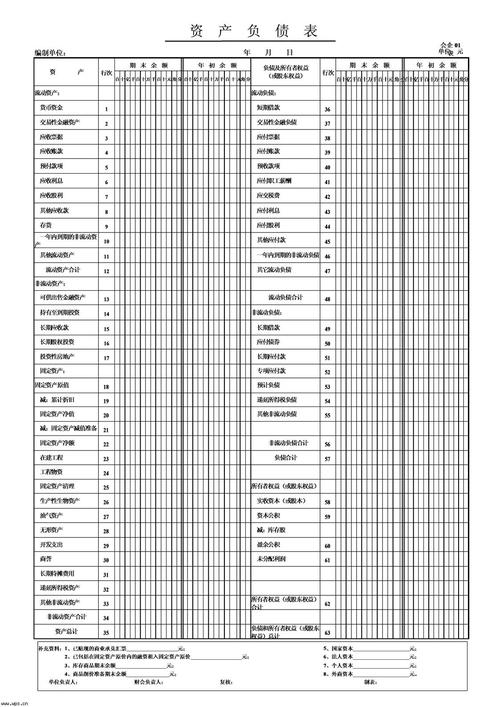 资产负债表
会企 01 表
编制单位： 年 月 日 单位： 元
资 产 行次 期末余额 年初余额 负债及所有者权益（或股东权益） 行次 期末余额 年初余额
百十亿千百十万千百十元角分
流动资产： 流动负债：
货币资金 1 短期借款 36
交易性金融资产 2 交易性金融负债 37
应收票据 3 应付票据 38
应收账款 4 应付账款 39
预付款项 5 预收款项 40
应收利息 6 应付职工薪酬 41
应收股利 7 应交税费 42
其他应收款 8 应付利息 43
存货 9 应付股利 44
一年内到期的非流动资产 10 其他应付款 45
其他流动资产 11 一年内到期的非流动负债 46
流动资产合计 12 其它流动负债 47
非流动资产：
可供出售金融资产 13 流动负债合计 48
持有至到期投资 14 非流动负债：
长期应收款 15 长期借款 49
长期股权投资 16 应付债券 50
投资性房地产 17 长期应付款 51
固定资产： 专项应付款 52
固定资产原值 18 预计负债 53
减：累计折旧 19 递延所得税负债 54
固定资产净值 20 其他非流动负债 55
减：固定资产减值准备 21
固定资产净额 22 非流动负债合计 56
在建工程 23 负债合计 57
工程物资 24
固定资产清理 25 所有者权益（或股东权益）
生产性生物资产 26 实收资本（或股本） 58
油气资产 27 资本公积 59
无形资产 28 减：库存股
开发支出 29 盈余公积 60
商誉 30 未分配利润 61
长期待摊费用 31
递延所得税资产 32
其他非流动资产 33 所有者权益（或股东权益）合计 62
非流动资产合计 34
资产总计 35 负债和所有者权益（或股东权益）总计 63
补充资料：1、已贴现的商业承兑汇票 元； 5、国家资本 元；
2、已包括在固定资产原价内的融资租入固定资产原价 元； 6、法人资本 元；
3、库存商品期末余额 元； 7、个人资本 元；
4、商品削价准备期末余额 元； 8、外商资本 元；
单位负责人： 财会负责人： 复核： 制表：
www.wps.cn